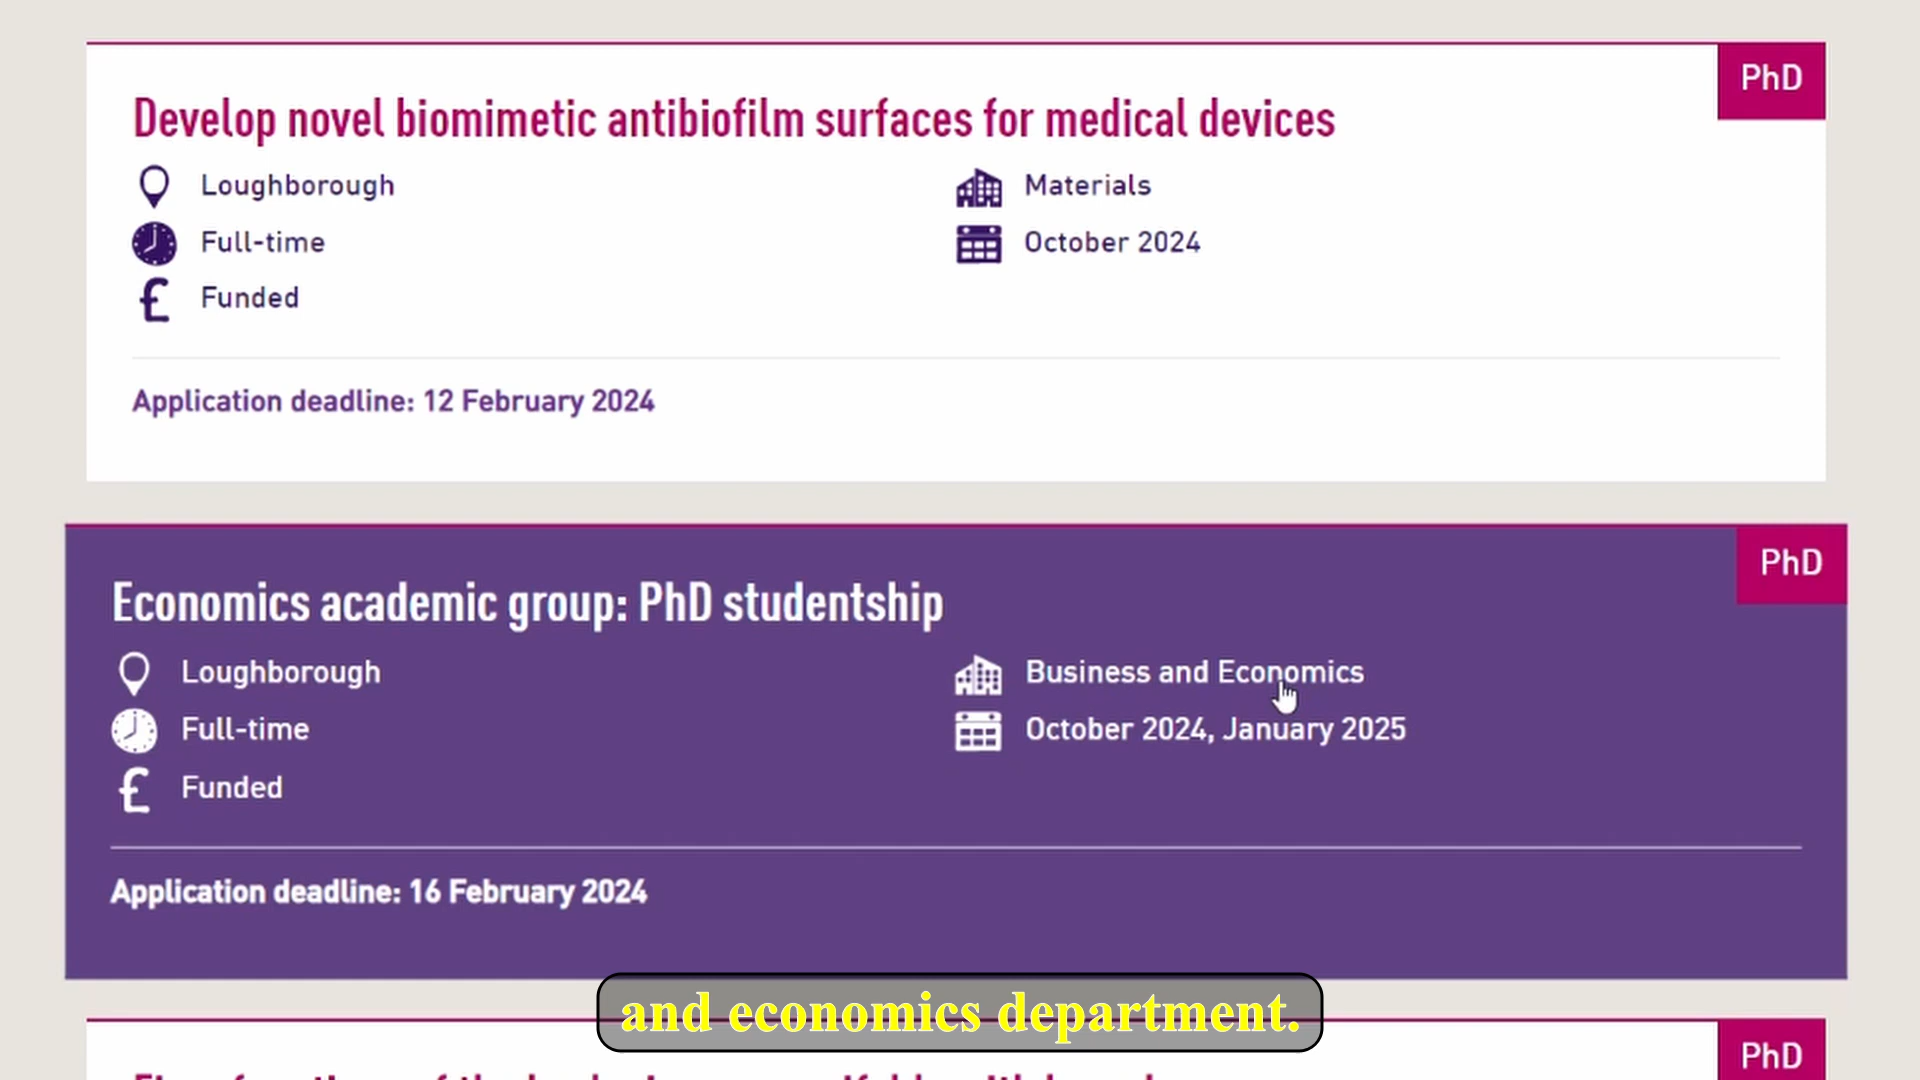 PhD
Develop novel biomimetic antibiofilm surfaces for medical devices
Loughborough
Materials
Full-time
October 2024
Funded
Application deadline: 12 February 2024
PhD
Economics academic group: PhD studentship
Loughborough
Business and Economics
Full-time
October 2024, January 2025
Funded
Application deadline: 16 February 2024
and economics department.
PhD